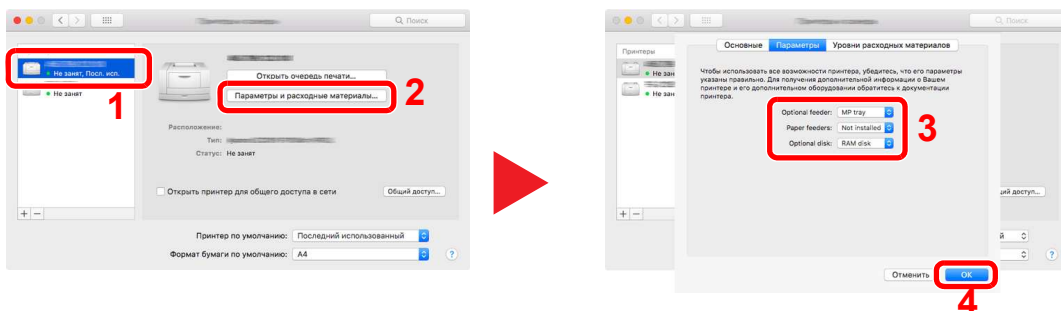 Поиск
Не занят, Посл. исп.
Не занят
1
Открыть очередь печати...
Параметры и расходные материалы...
2
Расположение:
Тип:
Статус: Не занят
Открыть принтер для общего доступа в сети
Общий доступ...
+ −
Принтер по умолчанию: Последний использованный
Формат бумаги по умолчанию: A4
?
Поиск
Принтеры
Не зан
Не зан
Основные Параметры Уровни расходных материалов
Чтобы использовать все возможности принтера, убедитесь, что его параметры
указаны правильно. Для получения дополнительной информации о Вашем
принтере и его дополнительном оборудовании обратитесь к документации
принтера.
Optional feeder: MP tray
Paper feeders: Not installed
Optional disk: RAM disk
3
ий доступ...
+ −
й
?
Отменить OK
4